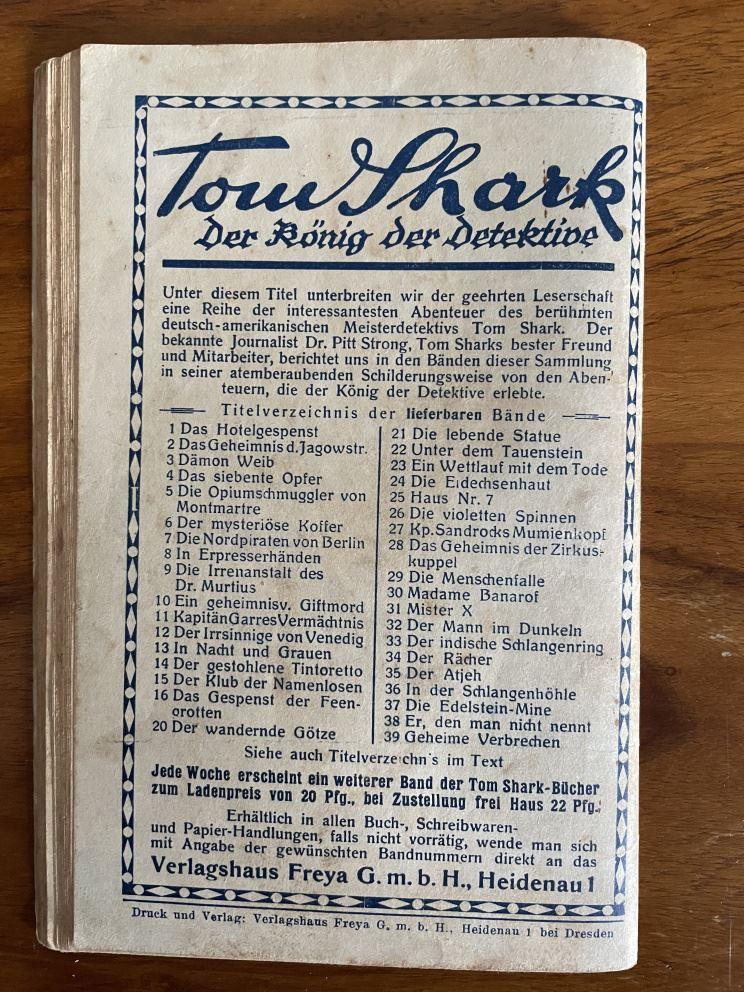 Tom Shark
Der König der Detektive
Unter diesem Titel unterbreiten wir der geehrten Leserschaft
eine Reihe der interessantesten Abenteuer des berühmten
deutsch-amerikanischen Meisterdetektivs Tom Shark. Der
bekannte Journalist Dr. Pitt Strong, Tom Sharks bester Freund
und Mitarbeiter, berichtet uns in den Bänden dieser Sammlung
in seiner atemberaubenden Schilderungsweise von den Aben-
teuern, die der König der Detektive erlebte.
Titelverzeichnis der lieferbaren Bände
1 Das Hotelgespenst
2 Das Geheimnis d. Jagowstr.
3 Dämon Weib
4 Das siebente Opfer
5 Die Opiumschmuggler von
Montmartre
6 Der mysteriöse Koffer
7 Die Nordpiraten von Berlin
8 In Erpresserhänden
9 Die Irrenanstalt des
Dr. Murtius
10 Ein geheimnisv. Giftmord
11 Kapitän Garres Vermächtnis
12 Der Irrsinnige von Venedig
13 In Nacht und Grauen
14 Der gestohlene Tintoretto
15 Der Klub der Namenlosen
16 Das Gespenst der Feen-
grotten
20 Der wandernde Götze
21 Die lebende Statue
22 Unter dem Tauenstein
23 Ein Wettlauf mit dem Tode
24 Die Eidechsenhaut
25 Haus Nr. 7
26 Die violetten Spinnen
27 Kp. Sandrocks Mumienkopf
28 Das Geheimnis der Zirkus-
kuppel
29 Die Menschenfalle
30 Madame Banarof
31 Mister X
32 Der Mann im Dunkeln
33 Der indische Schlangenring
34 Der Rächer
35 Der Atjeh
36 In der Schlangenhöhle
37 Die Edelstein-Mine
38 Er, den man nicht nennt
39 Geheime Verbrechen
Siehe auch Titelverzeichn's im Text
Jede Woche erscheint ein weiterer Band der Tom Shark-Bücher
zum Ladenpreis von 20 Pfg., bei Zustellung frei Haus 22 Pfg.
Erhältlich in allen Buch-, Schreibwaren-
und Papier-Handlungen, falls nicht vorrätig, wende man sich
mit Angabe der gewünschten Bandnummern direkt an das
Verlagshaus Freya G. m. b. H., Heidenau 1
Druck und Verlag: Verlagshaus Freya G. m. b. H., Heidenau 1 bei Dresden